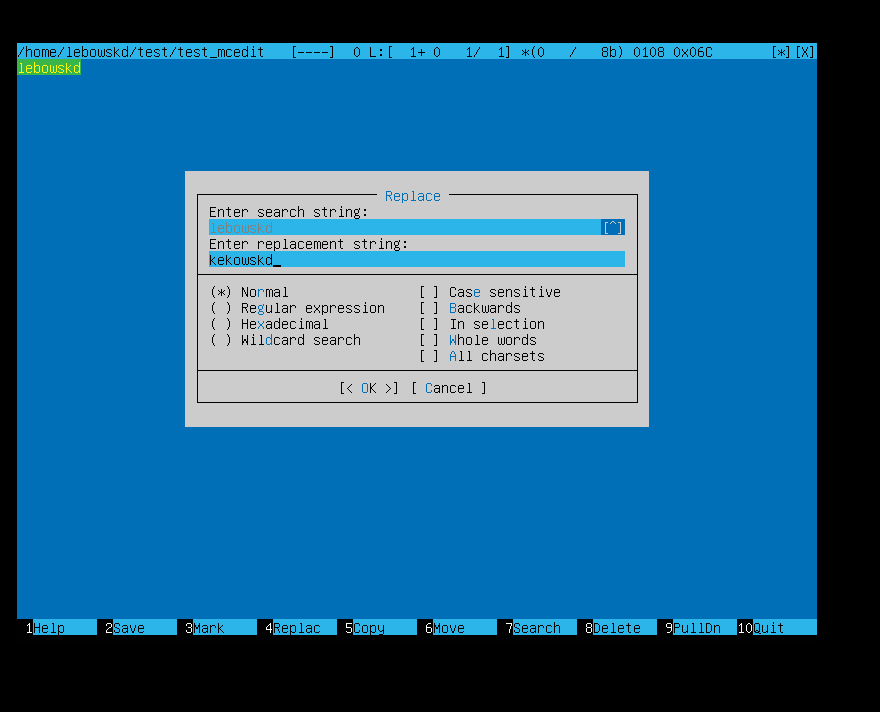 /home/lebowskd/test/test_mcedit [----] 0 L:[ 1+ 0 1/ 1] *(0 / 8b) 0108 0x06C [*][X]
lebowskd
Replace
Enter search string:
lebowskd [^]
Enter replacement string:
kekowskd_
(*) Normal [ ] Case sensitive
( ) Regular expression [ ] Backwards
( ) Hexadecimal [ ] In selection
( ) Wildcard search [ ] Whole words
[ ] All charsets
[< OK >] [ Cancel ]
1Help 2Save 3Mark 4Replac 5Copy 6Move 7Search 8Delete 9PullDn 10Quit